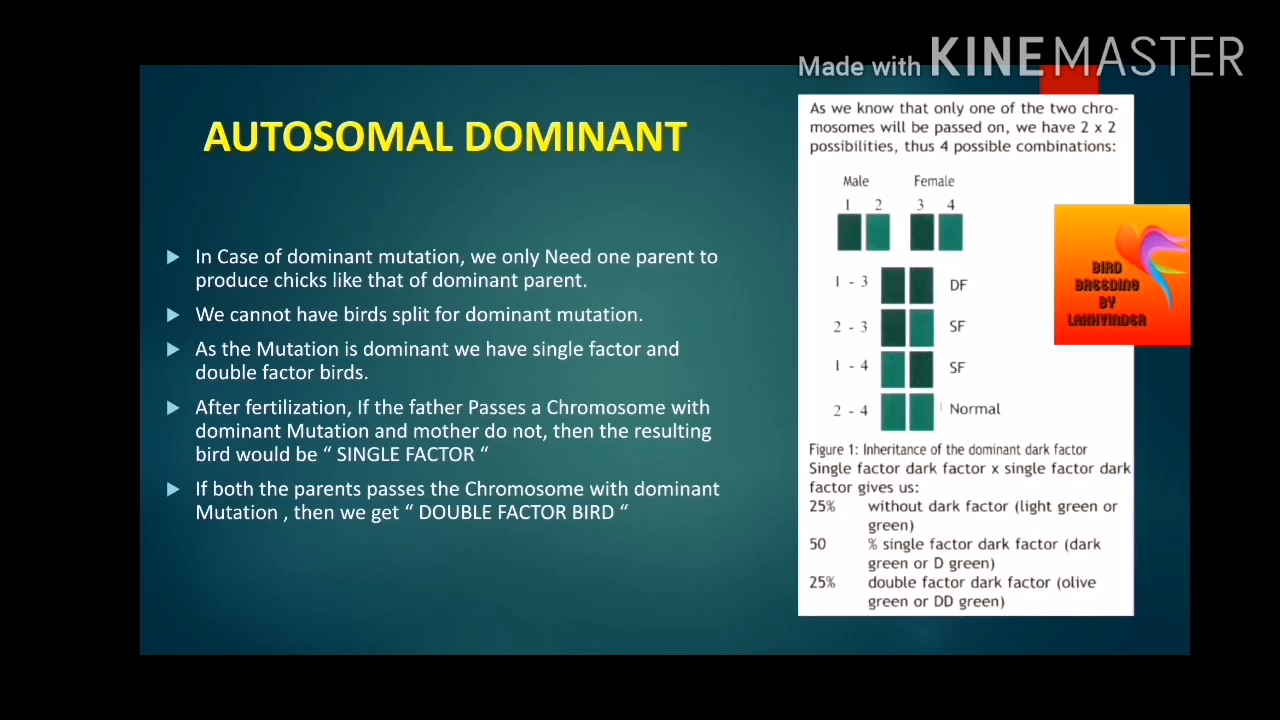 Made with KINEMASTER
AUTOSOMAL DOMINANT
▶ In Case of dominant mutation, we only Need one parent to
produce chicks like that of dominant parent.
▶ We cannot have birds split for dominant mutation.
▶ As the Mutation is dominant we have single factor and
double factor birds.
▶ After fertilization, If the father Passes a Chromosome with
dominant Mutation and mother do not, then the resulting
bird would be “ SINGLE FACTOR “
▶ If both the parents passes the Chromosome with dominant
Mutation , then we get “ DOUBLE FACTOR BIRD “
As we know that only one of the two chro-
mosomes will be passed on, we have 2 x 2
possibilities, thus 4 possible combinations:
Male Female
1 2 3 4
1 - 3 DF
2 - 3 SF
1 - 4 SF
2 - 4 Normal
Figure 1: Inheritance of the dominant dark factor
Single factor dark factor x single factor dark
factor gives us:
25% without dark factor (light green or
green)
50 % single factor dark factor (dark
green or D green)
25% double factor dark factor (olive
green or DD green)
BIRD
BREEDING
BY
LAKHVINDER